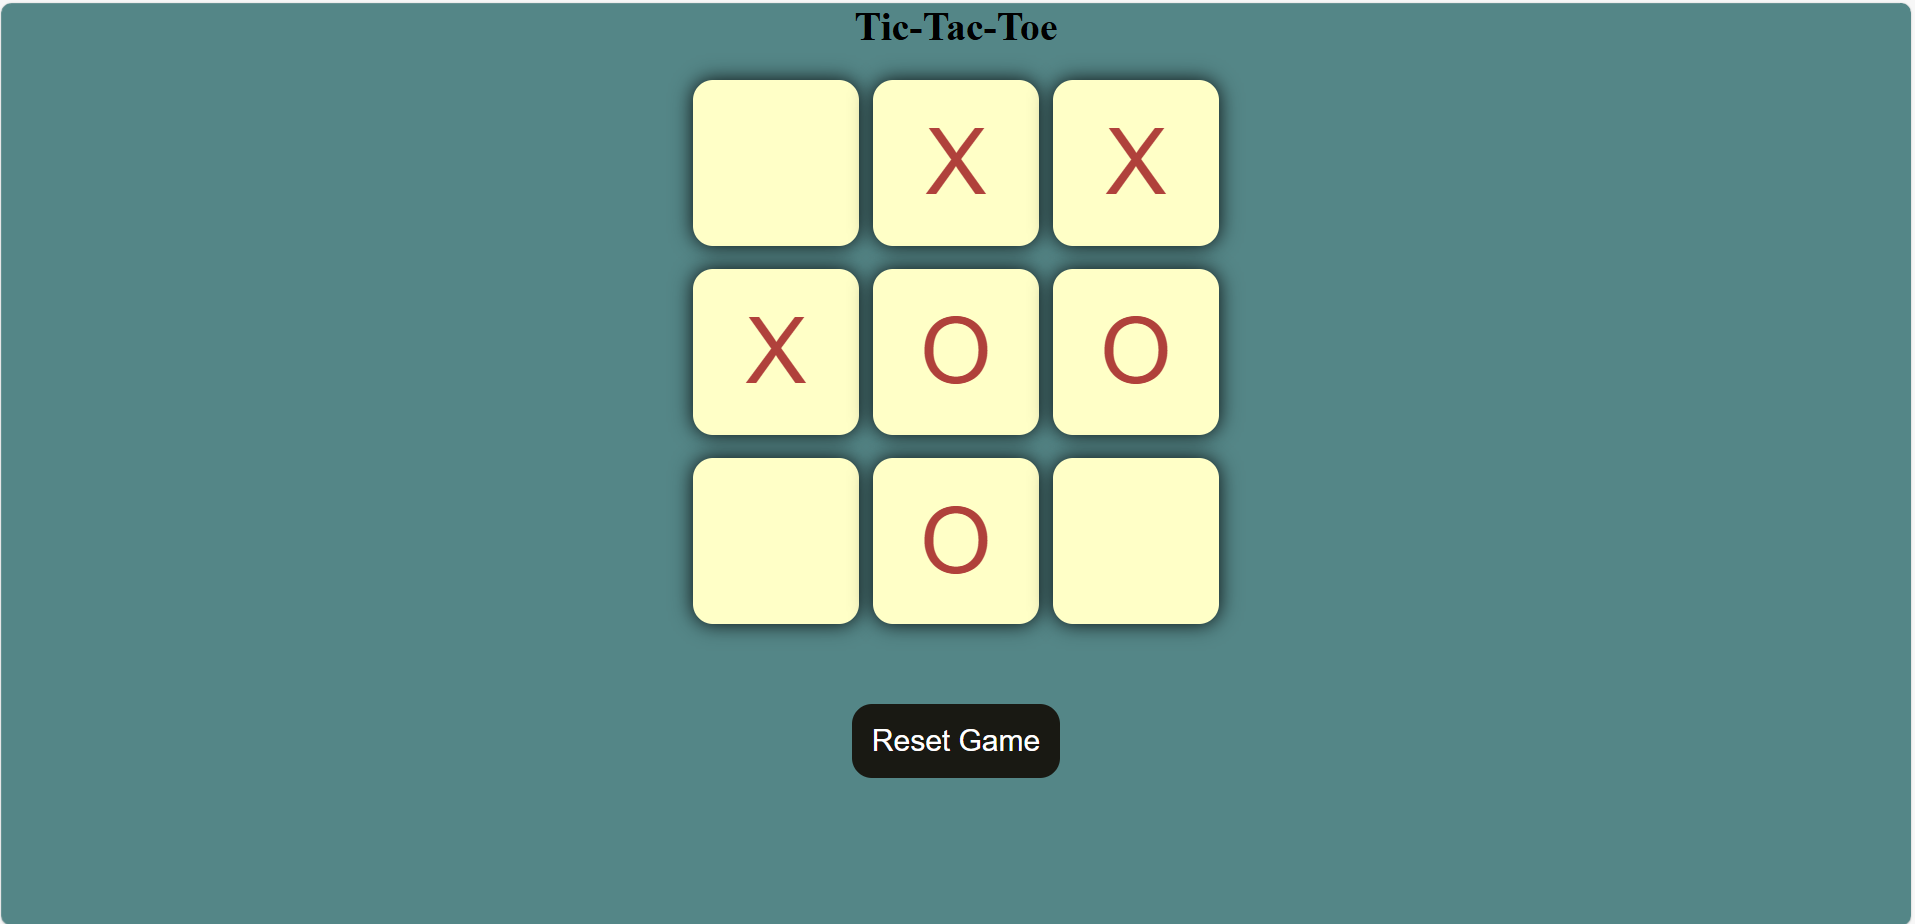 Tic-Tac-Toe
X X
X O O
O
Reset Game